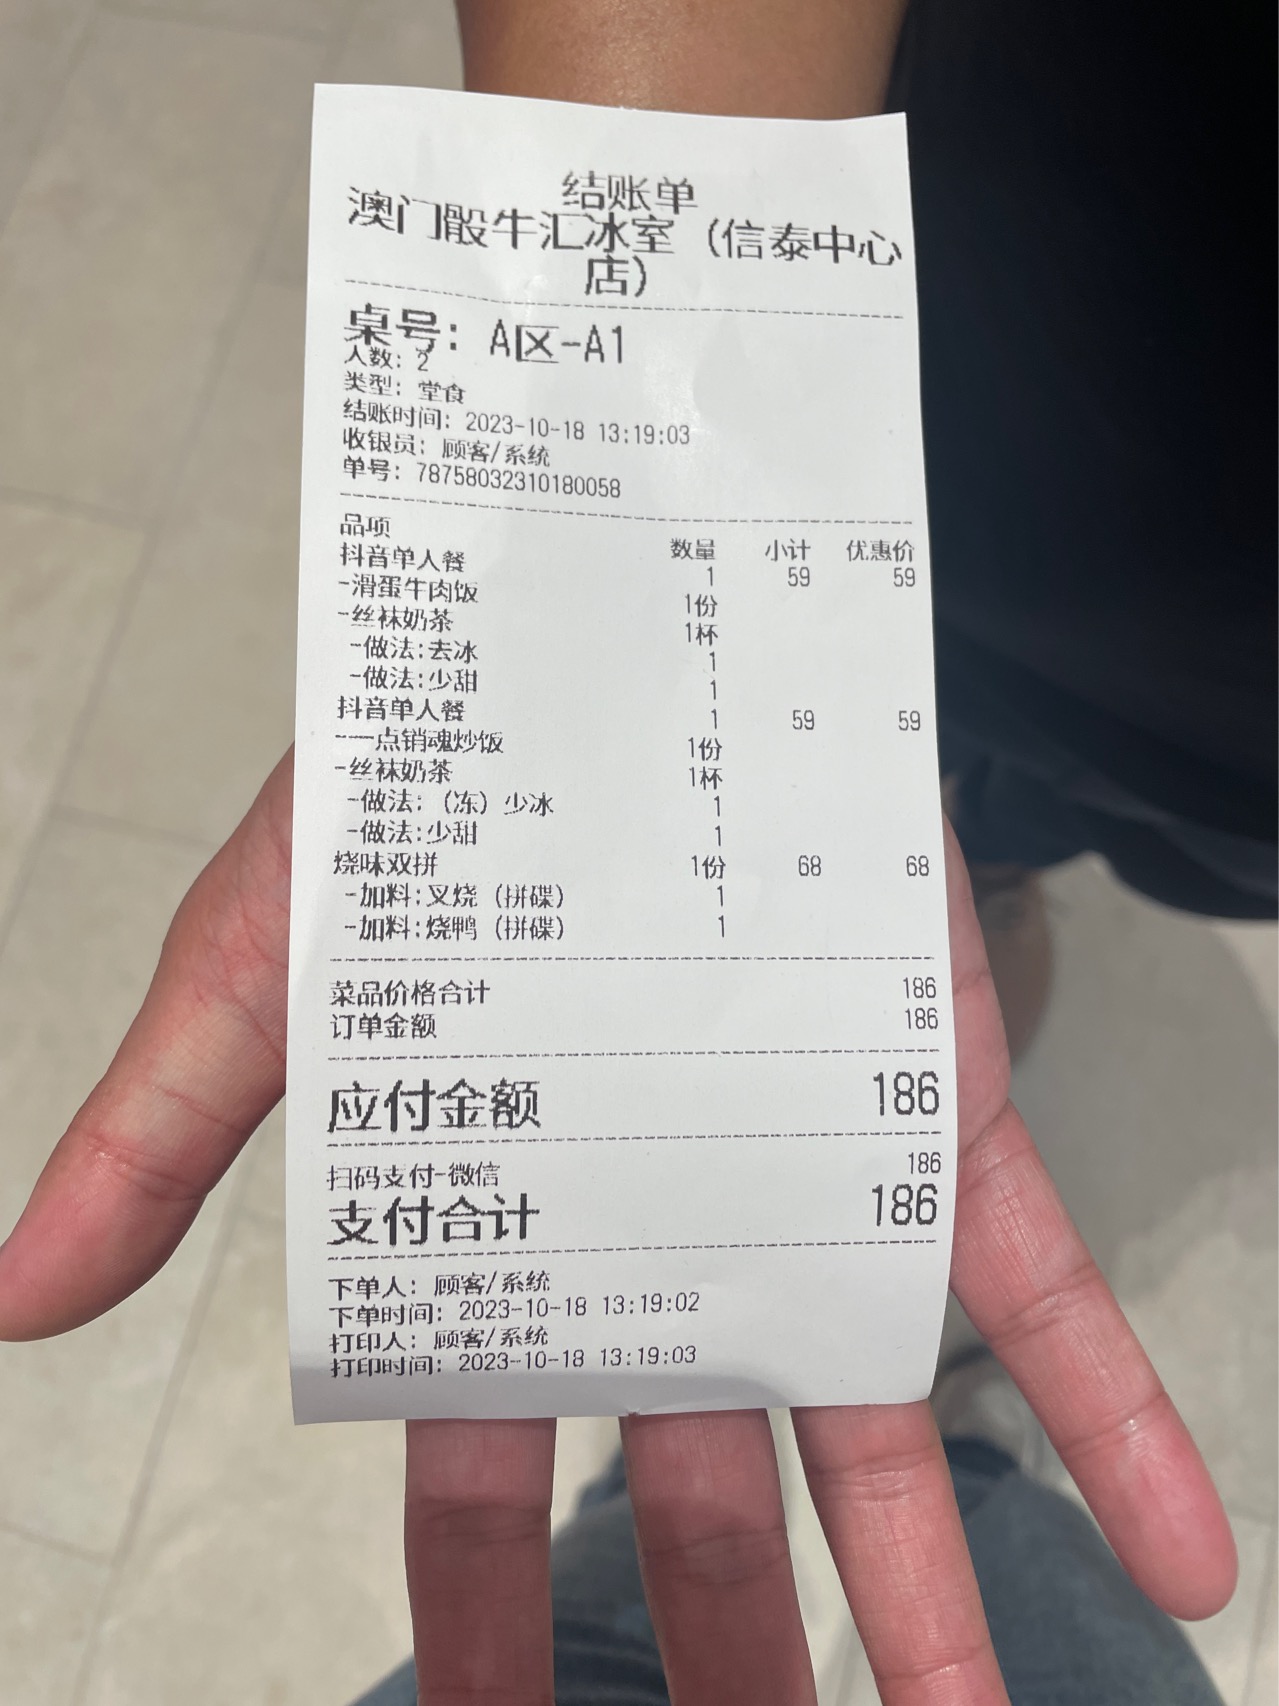 结账单
澳门骰牛汇冰室（信泰中心
店）
桌号：A区-A1
人数：2
类型：堂食
结账时间：2023-10-18 13:19:03
收银员：顾客/系统
单号：78758032310180058
品项 数量 小计 优惠价
抖音单人餐 1 59 59
-滑蛋牛肉饭 1份
-丝袜奶茶 1杯
-做法:去冰 1
-做法:少甜 1
抖音单人餐 1 59 59
-一点销魂炒饭 1份
-丝袜奶茶 1杯
-做法:（冻）少冰 1
-做法:少甜 1
烧味双拼 1份 68 68
-加料:叉烧（拼碟） 1
-加料:烧鸭（拼碟） 1
菜品价格合计 186
订单金额 186
应付金额 186
扫码支付-微信 186
支付合计 186
下单人：顾客/系统
下单时间：2023-10-18 13:19:02
打印人：顾客/系统
打印时间：2023-10-18 13:19:03